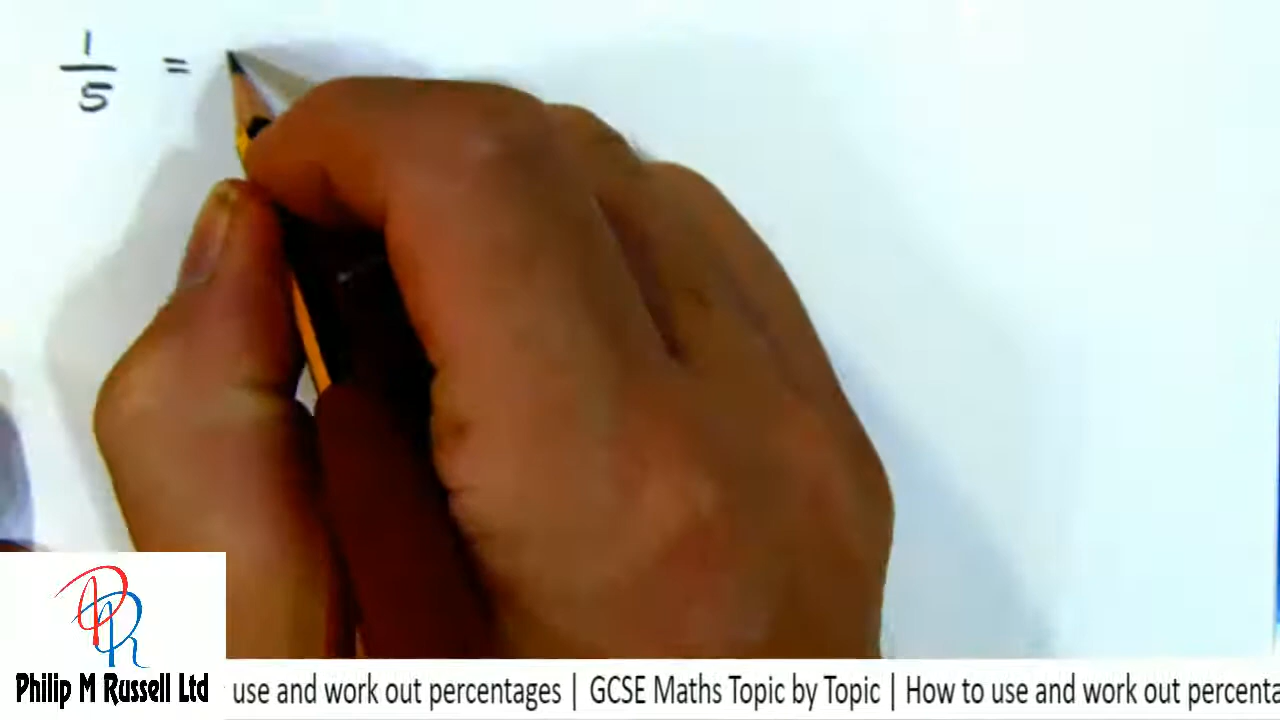 1/5 =
Philip M Russell Ltd
use and work out percentages | GCSE Maths Topic by Topic | How to use and work out percenta